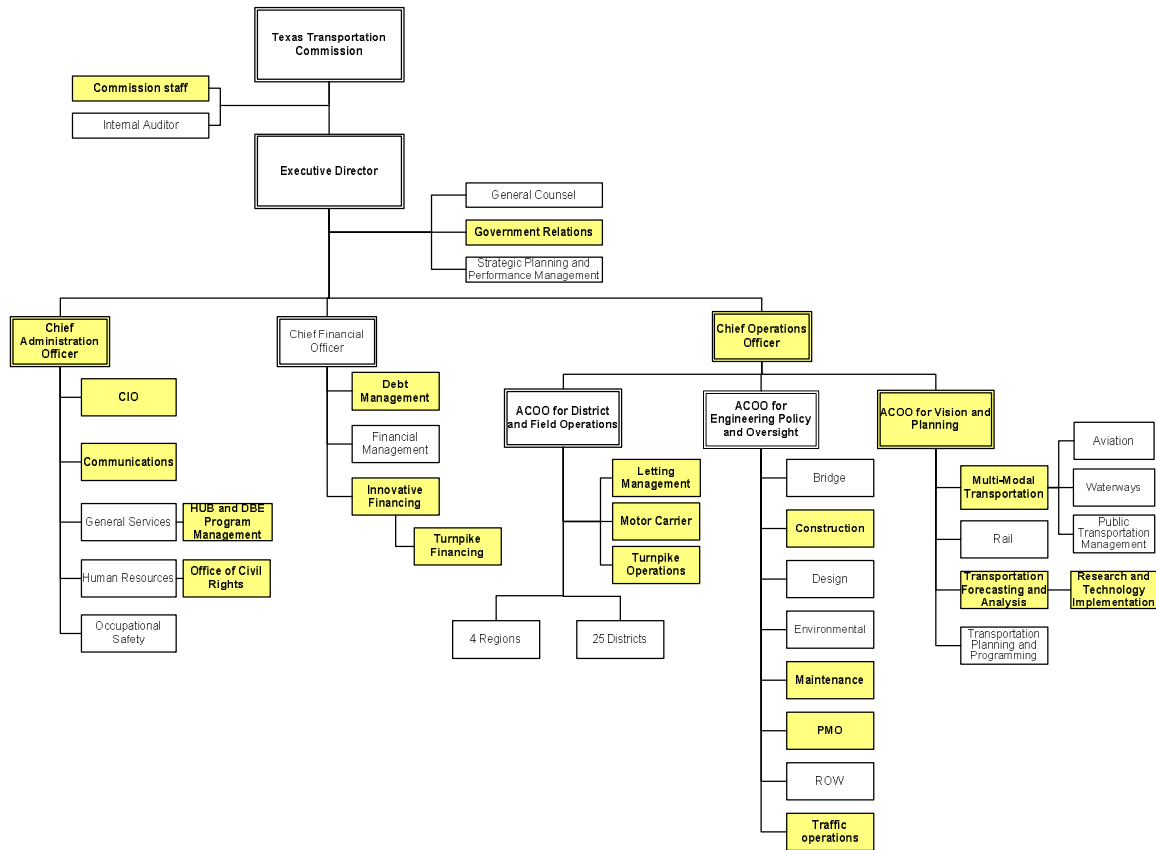 Texas Transportation
Commission
Commission staff
Internal Auditor
Executive Director
General Counsel
Government Relations
Strategic Planning and
Performance Management
Chief
Administration
Officer
Chief Financial
Officer
Chief Operations
Officer
CIO
Communications
General Services
HUB and DBE
Program
Management
Human Resources
Office of Civil
Rights
Occupational
Safety
Debt
Management
Financial
Management
Innovative
Financing
Turnpike
Financing
ACOO for District
and Field Operations
Letting
Management
Motor Carrier
Turnpike
Operations
4 Regions
25 Districts
ACOO for
Engineering Policy
and Oversight
Bridge
Construction
Design
Environmental
Maintenance
PMO
ROW
Traffic
operations
ACOO for Vision and
Planning
Multi-Modal
Transportation
Aviation
Waterways
Public
Transportation
Management
Rail
Transportation
Forecasting and
Analysis
Research and
Technology
Implementation
Transportation
Planning and
Programming